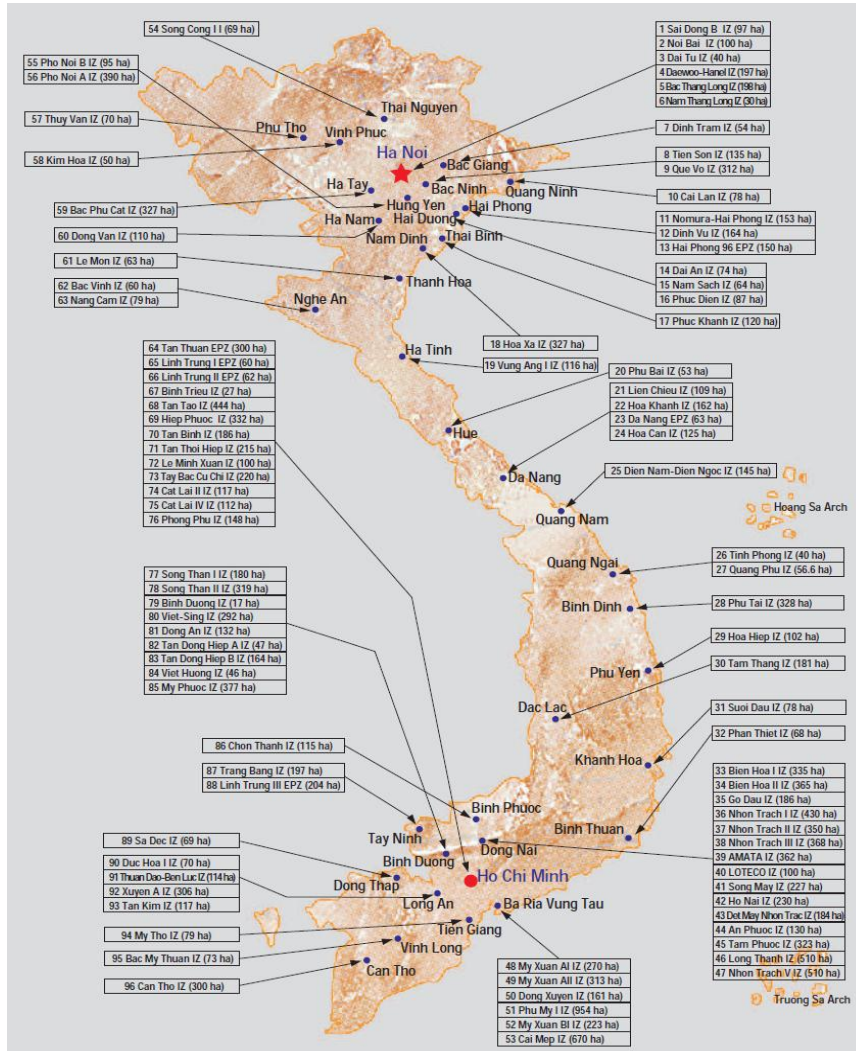 54 Song Cong I I (69 ha)
55 Pho Noi B IZ (95 ha)
56 Pho Noi A IZ (390 ha)
57 Thuy Van IZ (70 ha)
58 Kim Hoa IZ (50 ha)
59 Bac Phu Cat IZ (327 ha)
60 Dong Van IZ (110 ha)
61 Le Mon IZ (63 ha)
62 Bac Vinh IZ (60 ha)
63 Nang Cam IZ (79 ha)
1 Sai Dong B IZ (97 ha)
2 Noi Bai IZ (100 ha)
3 Dai Tu IZ (40 ha)
4 Daewoo-Hanel IZ (197 ha)
5 Bac Thang Long IZ (198 ha)
6 Nam Thang Long IZ (30 ha)
7 Dinh Tram IZ (54 ha)
8 Tien Son IZ (135 ha)
9 Que Vo IZ (312 ha)
10 Cai Lan IZ (78 ha)
11 Nomura-Hai Phong IZ (153 ha)
12 Dinh Vu IZ (164 ha)
13 Hai Phong 96 EPZ (150 ha)
14 Dai An IZ (74 ha)
15 Nam Sach IZ (64 ha)
16 Phuc Dien IZ (87 ha)
17 Phuc Khanh IZ (120 ha)
18 Hoa Xa IZ (327 ha)
19 Vung Ang I IZ (116 ha)
20 Phu Bai IZ (53 ha)
21 Lien Chieu IZ (109 ha)
22 Hoa Khanh IZ (162 ha)
23 Da Nang EPZ (63 ha)
24 Hoa Can IZ (125 ha)
25 Dien Nam-Dien Ngoc IZ (145 ha)
26 Tinh Phong IZ (40 ha)
27 Quang Phu IZ (56.6 ha)
28 Phu Tai IZ (328 ha)
29 Hoa Hiep IZ (102 ha)
30 Tam Thang IZ (181 ha)
31 Suoi Dau IZ (78 ha)
32 Phan Thiet IZ (68 ha)
33 Bien Hoa I IZ (335 ha)
34 Bien Hoa II IZ (365 ha)
35 Go Dau IZ (186 ha)
36 Nhon Trach I IZ (430 ha)
37 Nhon Trach II IZ (350 ha)
38 Nhon Trach III IZ (368 ha)
39 AMATA IZ (362 ha)
40 LOTECO IZ (100 ha)
41 Song May IZ (227 ha)
42 Ho Nai IZ (230 ha)
43 Det May Nhon Trac IZ (184 ha)
44 An Phuoc IZ (130 ha)
45 Tam Phuoc IZ (323 ha)
46 Long Thanh IZ (510 ha)
47 Nhon Trach V IZ (510 ha)
48 My Xuan AI IZ (270 ha)
49 My Xuan AII IZ (313 ha)
50 Dong Xuyen IZ (161 ha)
51 Phu My I IZ (954 ha)
52 My Xuan BI IZ (223 ha)
53 Cai Mep IZ (670 ha)
64 Tan Thuan EPZ (300 ha)
65 Linh Trung I EPZ (60 ha)
66 Linh Trung II EPZ (62 ha)
67 Binh Trieu IZ (27 ha)
68 Tan Tao IZ (444 ha)
69 Hiep Phuoc IZ (332 ha)
70 Tan Binh IZ (186 ha)
71 Tan Thoi Hiep IZ (215 ha)
72 Le Minh Xuan IZ (100 ha)
73 Tay Bac Cu Chi IZ (220 ha)
74 Cat Lai II IZ (117 ha)
75 Cat Lai IV IZ (112 ha)
76 Phong Phu IZ (148 ha)
77 Song Than I IZ (180 ha)
78 Song Than II IZ (319 ha)
79 Binh Duong IZ (17 ha)
80 Viet-Sing IZ (292 ha)
81 Dong An IZ (132 ha)
82 Tan Dong Hiep A IZ (47 ha)
83 Tan Dong Hiep B IZ (164 ha)
84 Viet Huong IZ (46 ha)
85 My Phuoc IZ (377 ha)
86 Chon Thanh IZ (115 ha)
87 Trang Bang IZ (197 ha)
88 Linh Trung III EPZ (204 ha)
89 Sa Dec IZ (69 ha)
90 Duc Hoa I IZ (70 ha)
91 Thuan Dao-Ben Luc IZ (114 ha)
92 Xuyen A IZ (306 ha)
93 Tan Kim IZ (117 ha)
94 My Tho IZ (79 ha)
95 Bac My Thuan IZ (73 ha)
96 Can Tho IZ (300 ha)
Thai Nguyen
Phu Tho
Vinh Phuc
Ha Noi
Bac Giang
Ha Tay
Bac Ninh
Quang Ninh
Hung Yen
Hai Phong
Ha Nam
Hai Duong
Nam Dinh
Thai Binh
Thanh Hoa
Nghe An
Ha Tinh
Hue
Da Nang
Quang Nam
Hoang Sa Arch
Quang Ngai
Binh Dinh
Phu Yen
Dac Lac
Khanh Hoa
Binh Phuoc
Binh Thuan
Tay Ninh
Dong Nai
Binh Duong
Dong Thap
Ho Chi Minh
Long An
Ba Ria Vung Tau
Tien Giang
Vinh Long
Can Tho
Truong Sa Arch